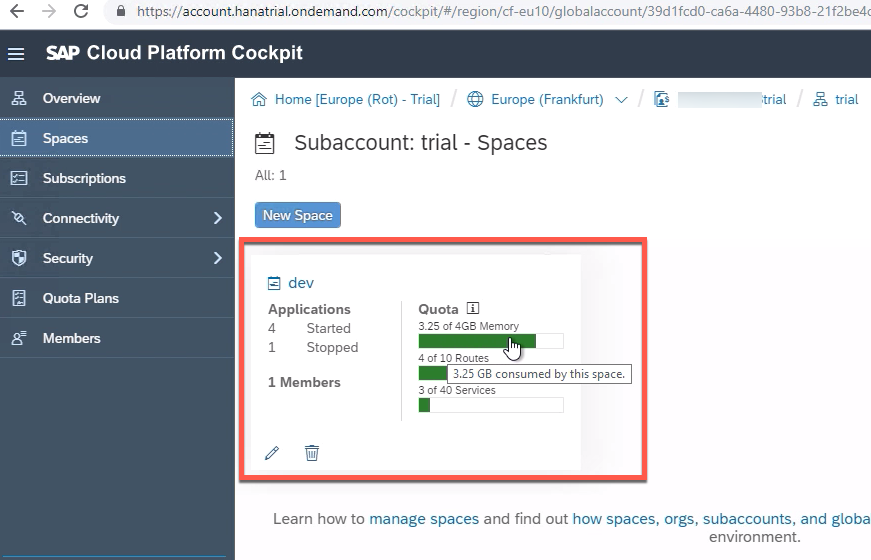 https://account.hanatrial.ondemand.com/cockpit/#/region/cf-eu10/globalaccount/39d1fcd0-ca6a-4480-93b8-21f2be4c
SAP Cloud Platform Cockpit
Overview
Home [Europe (Rot) - Trial] / Europe (Frankfurt) / trial / trial
Spaces
Subaccount: trial - Spaces
All: 1
Subscriptions
Connectivity
New Space
Security
Quota Plans
Members
dev
Applications
4 Started
1 Stopped
1 Members
Quota
3.25 of 4GB Memory
4 of 10 Routes
3.25 GB consumed by this space.
3 of 40 Services
Learn how to manage spaces and find out how spaces, orgs, subaccounts, and globa
environment.